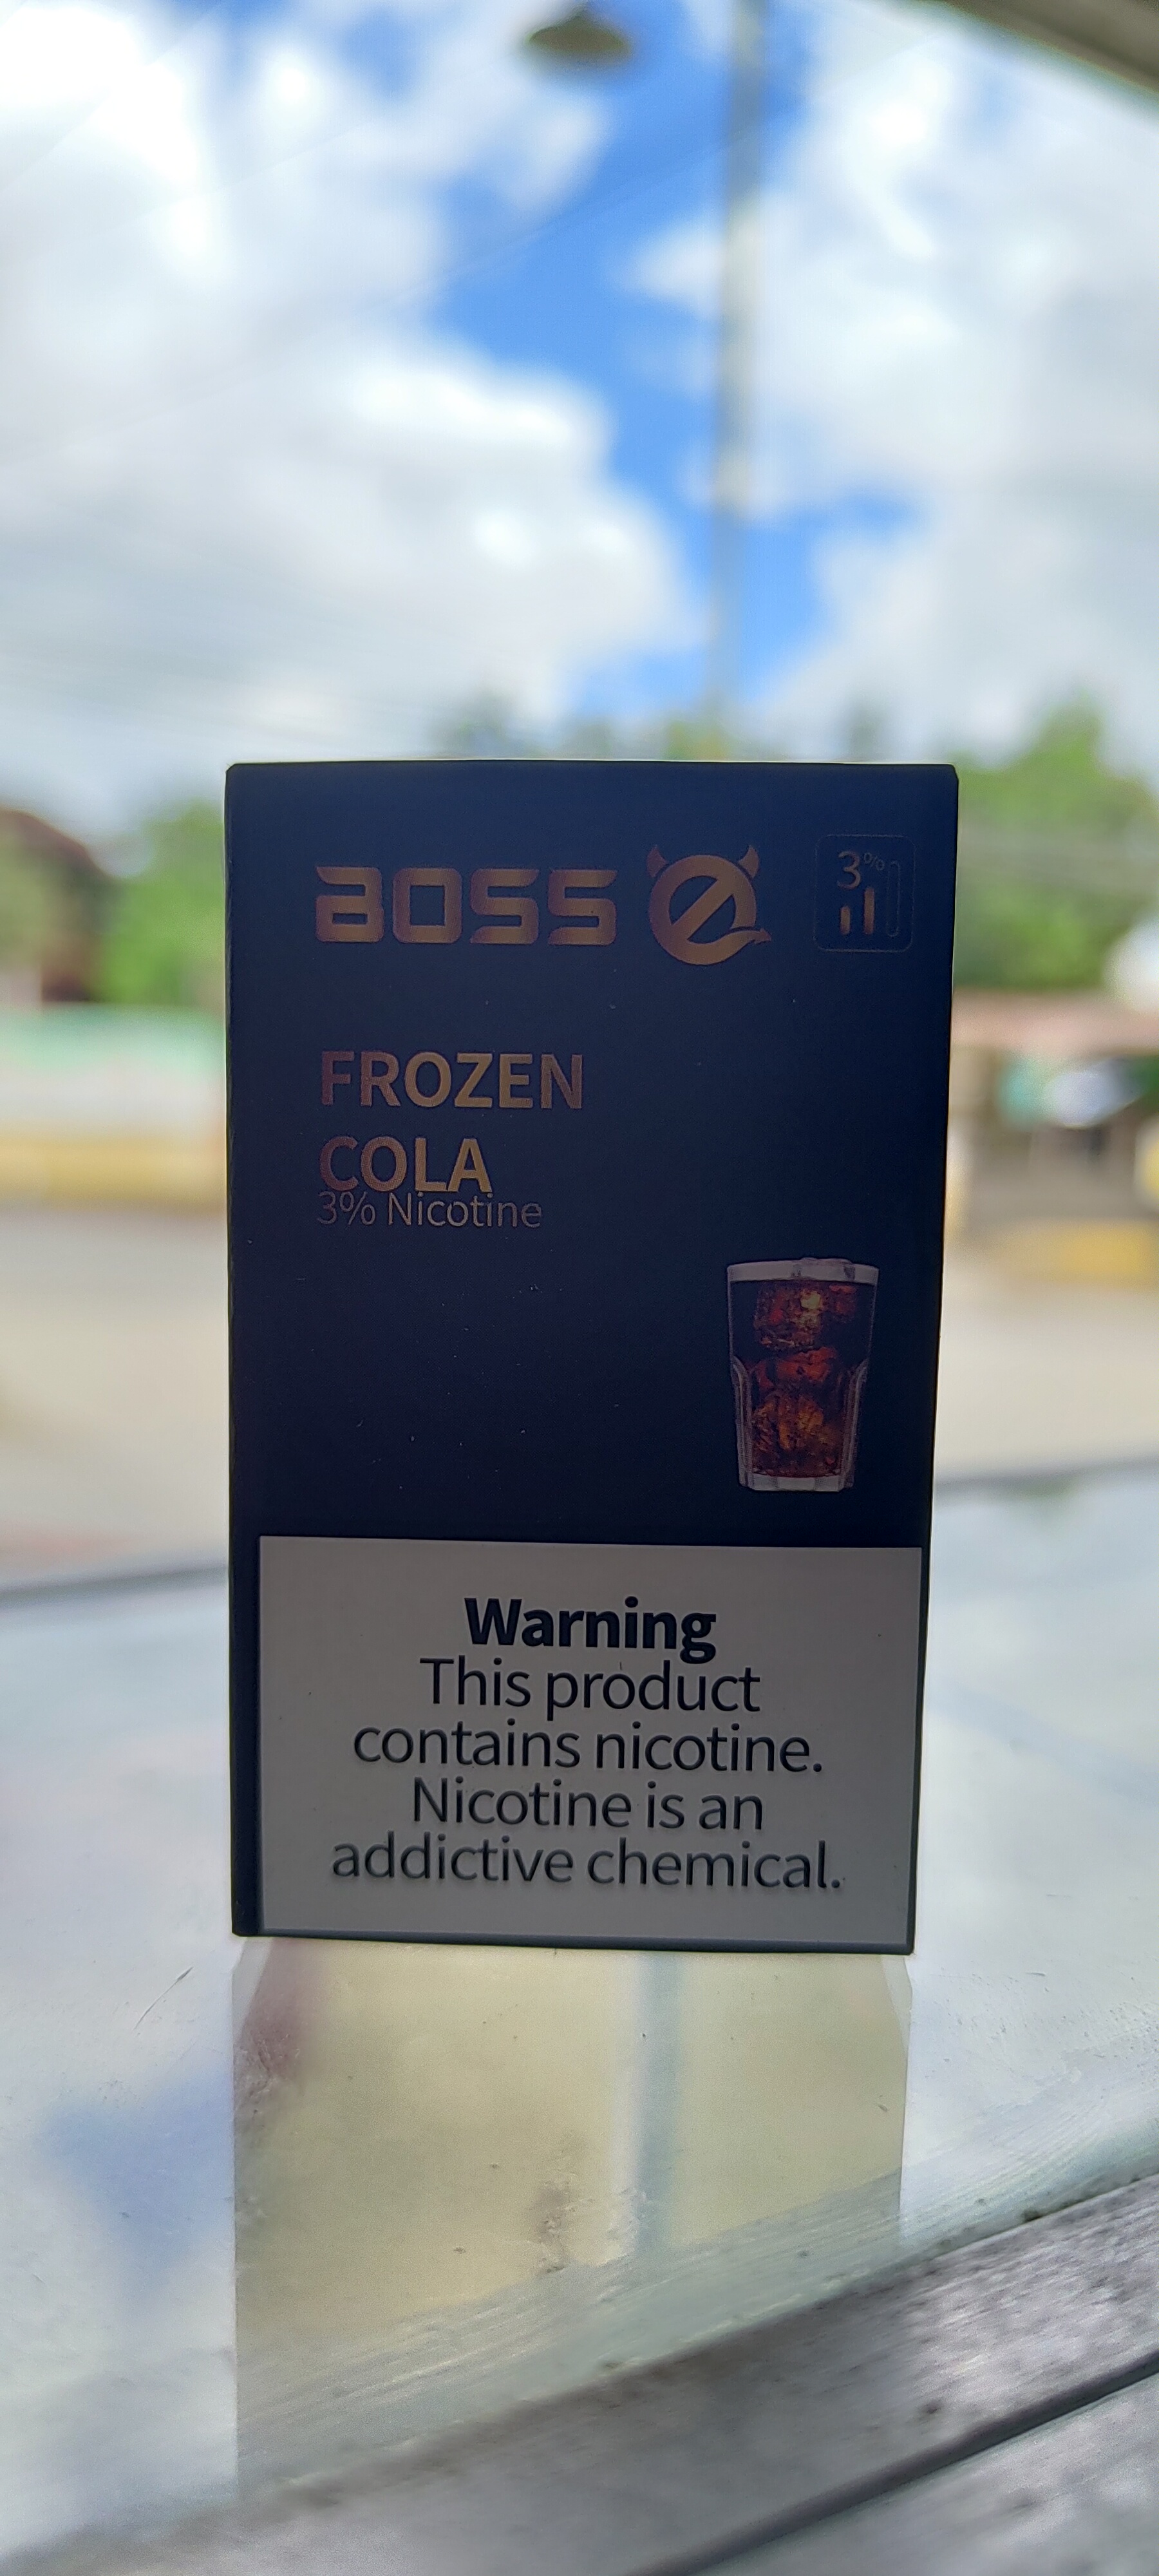 BOSS
3%
FROZEN
COLA
3% Nicotine
Warning
This product
contains nicotine.
Nicotine is an
addictive chemical.